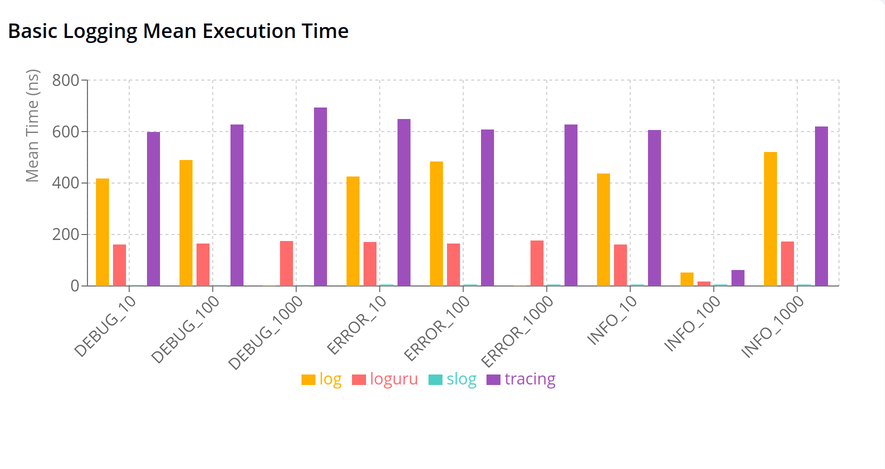 Basic Logging Mean Execution Time
Mean Time (ns)
800
600
400
200
0
DEBUG_10
DEBUG_100
DEBUG_1000
ERROR_10
ERROR_100
ERROR_1000
INFO_10
INFO_100
INFO_1000
log loguru slog tracing